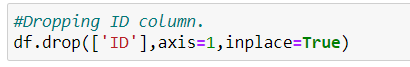 #Dropping ID column.
df.drop(['ID'],axis=1,inplace=True)